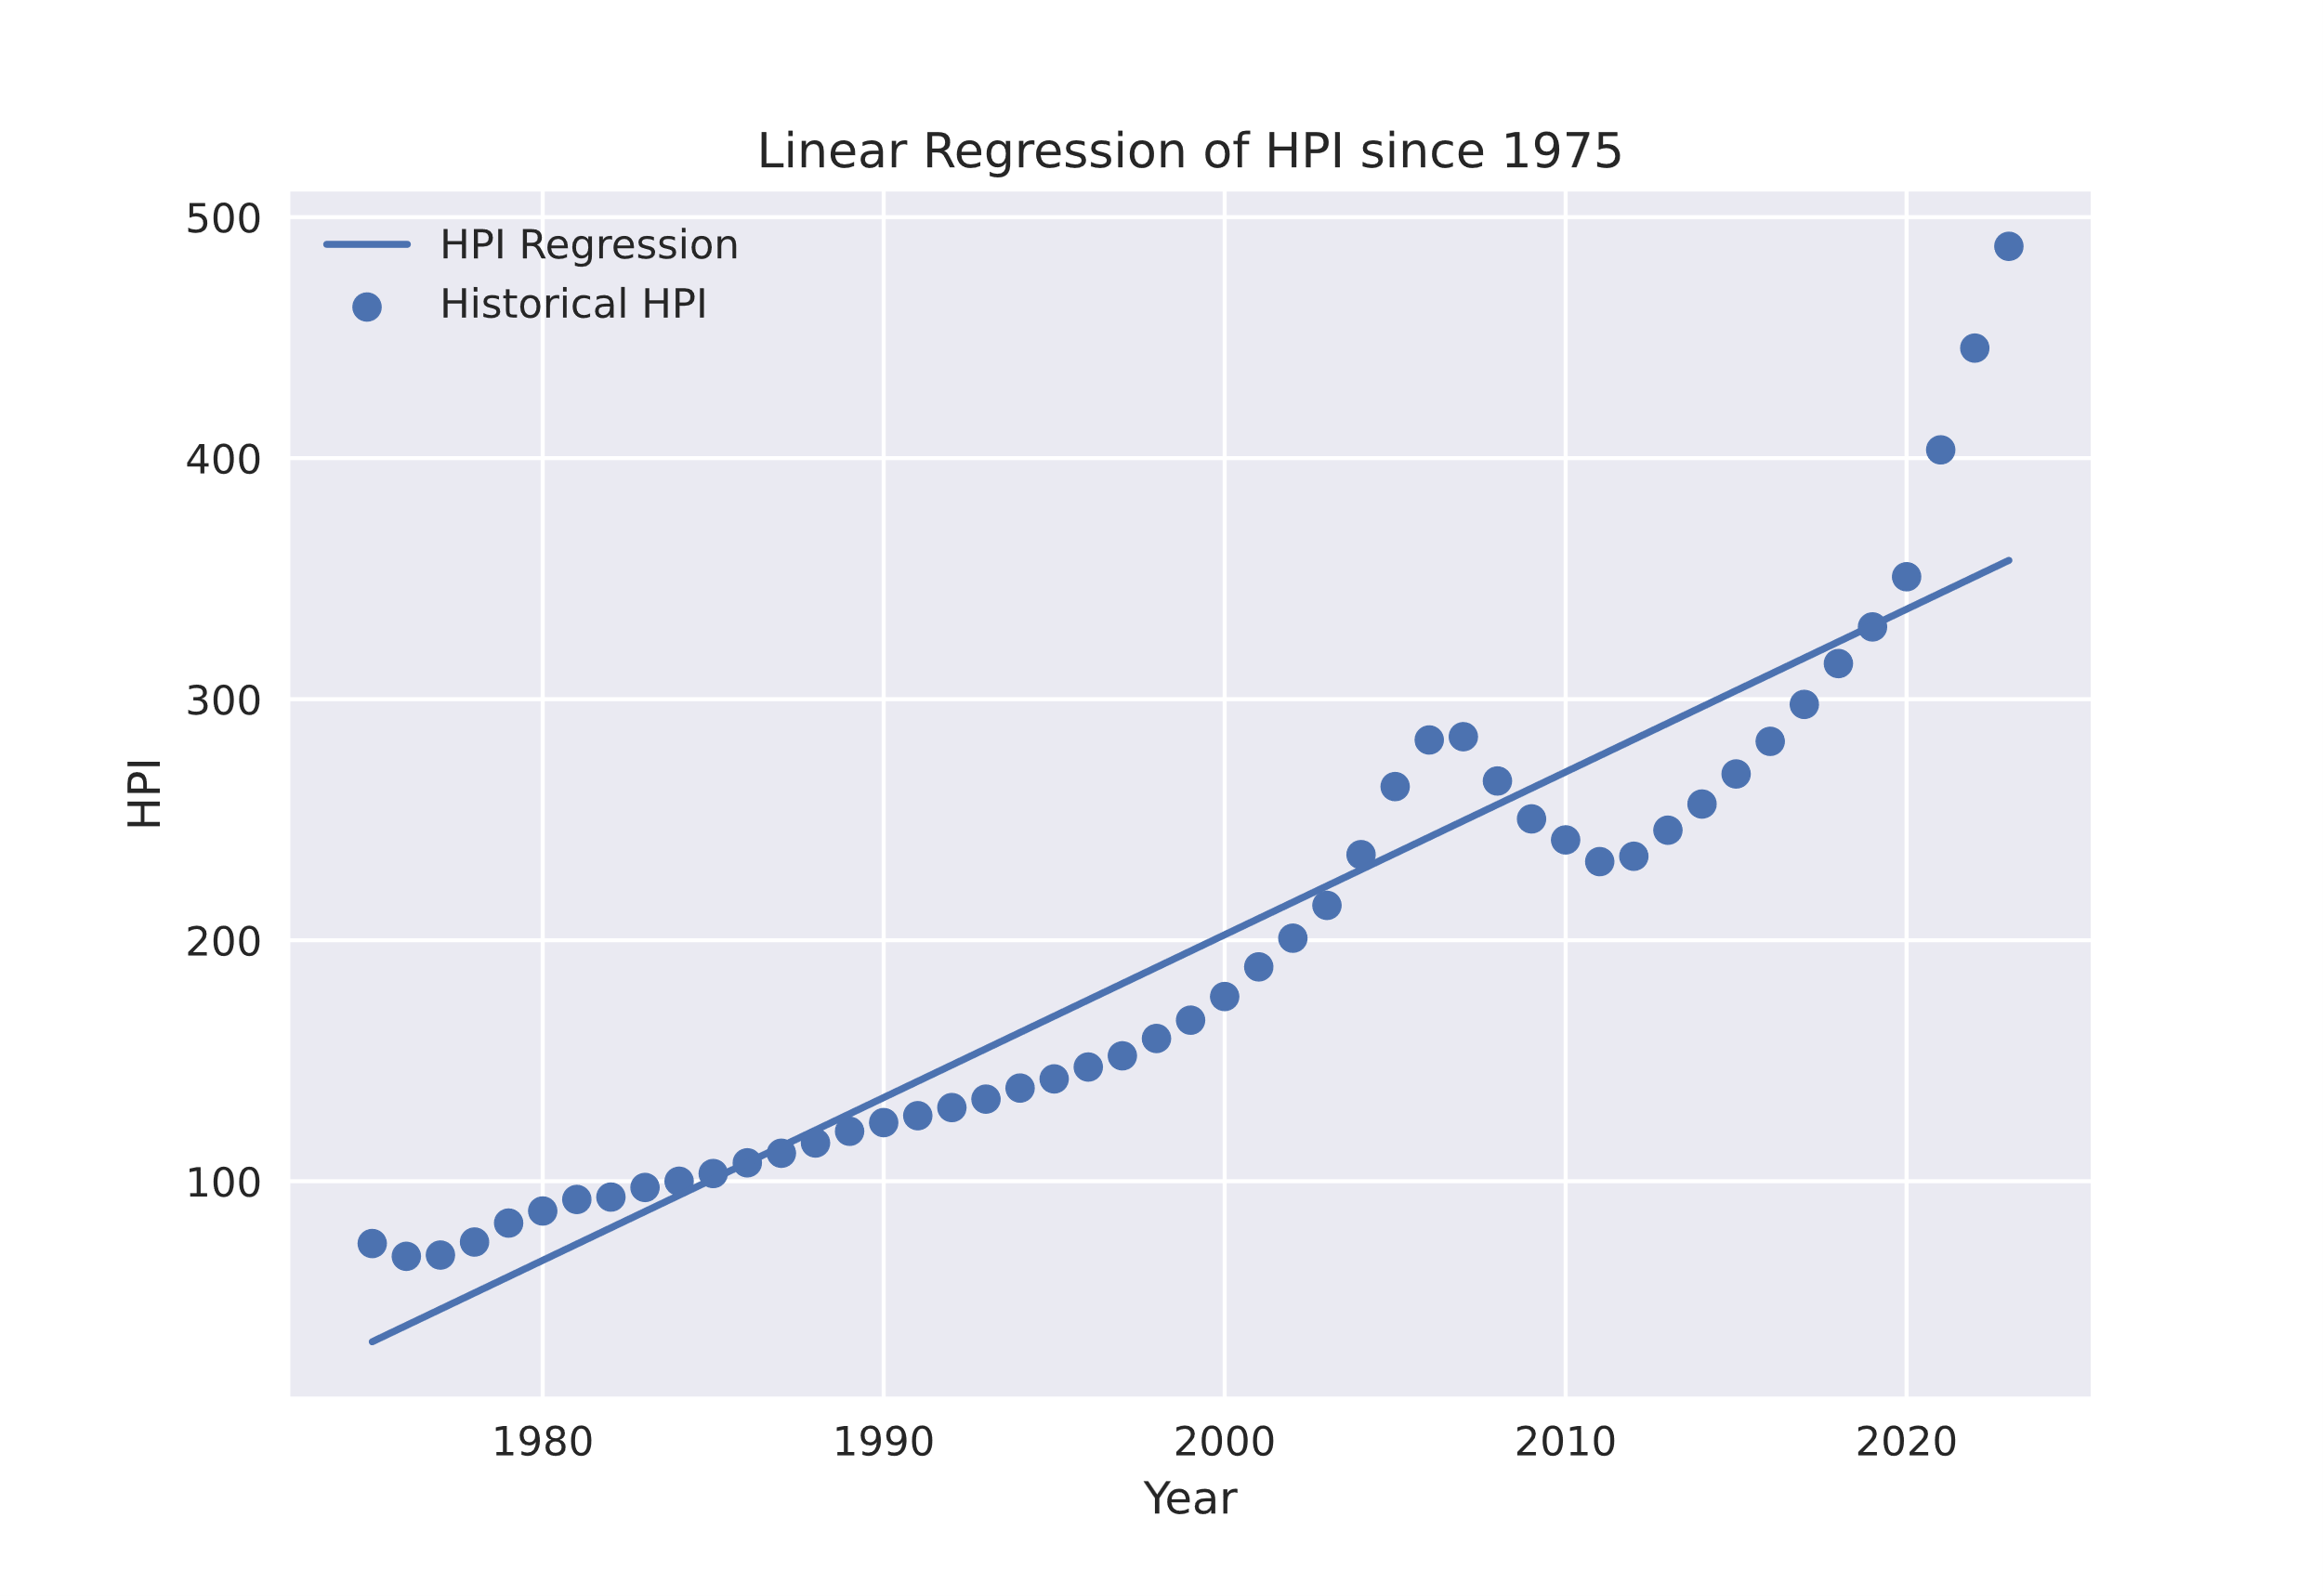 Linear Regression of HPI since 1975
500
HPI Regression
Historical HPI
400
300
HPI
200
100
1980 1990 2000 2010 2020
Year